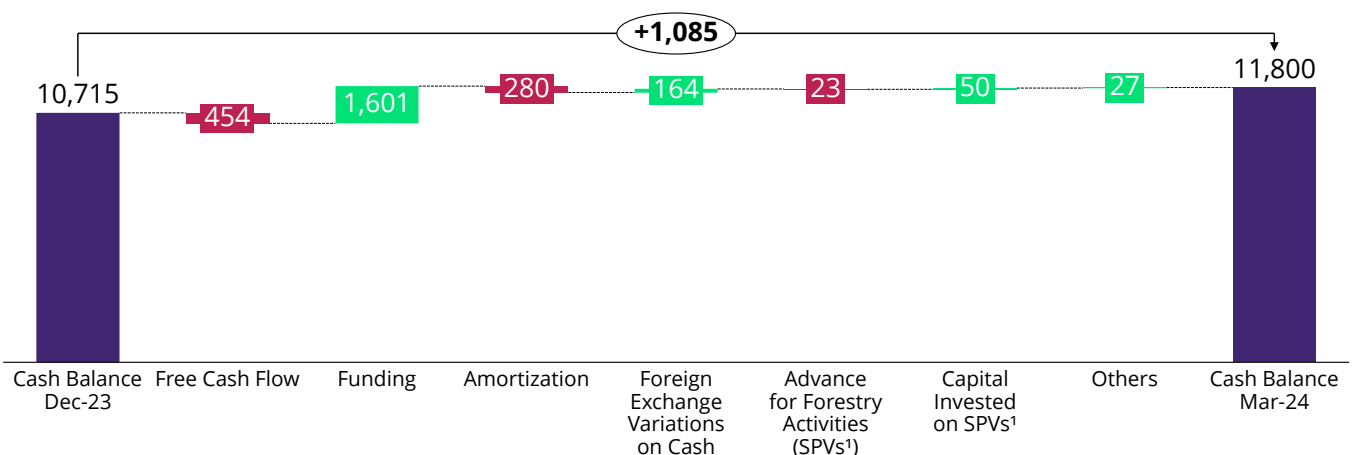 +1,085
10,715
454
1,601
280
164
23
50
27
11,800
Cash Balance
Dec-23
Free Cash Flow
Funding
Amortization
Foreign
Exchange
Variations
on Cash
Advance
for Forestry
Activities
(SPVs¹)
Capital
Invested
on SPVs¹
Others
Cash Balance
Mar-24